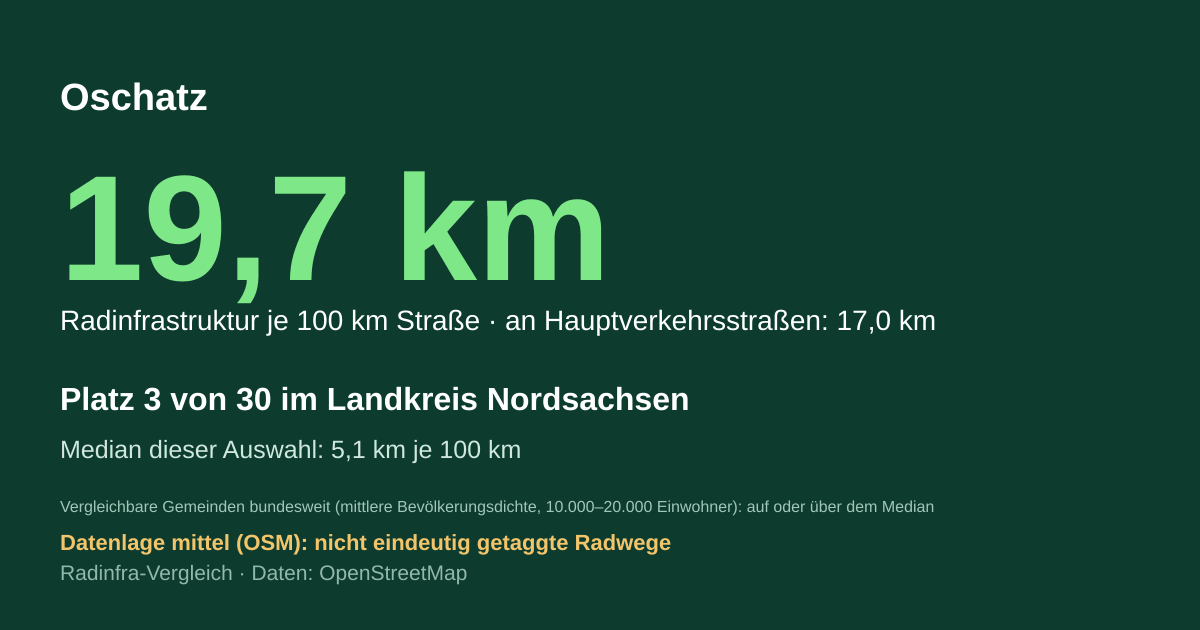 Oschatz
19,7 km
Radinfrastruktur je 100 km Straße · an Hauptverkehrsstraßen: 17,0 km
Platz 3 von 30 im Landkreis Nordsachsen
Median dieser Auswahl: 5,1 km je 100 km
Vergleichbare Gemeinden bundesweit (mittlere Bevölkerungsdichte, 10.000–20.000 Einwohner): auf oder über dem Median
Datenlage mittel (OSM): nicht eindeutig getaggte Radwege
Radinfra-Vergleich · Daten: OpenStreetMap